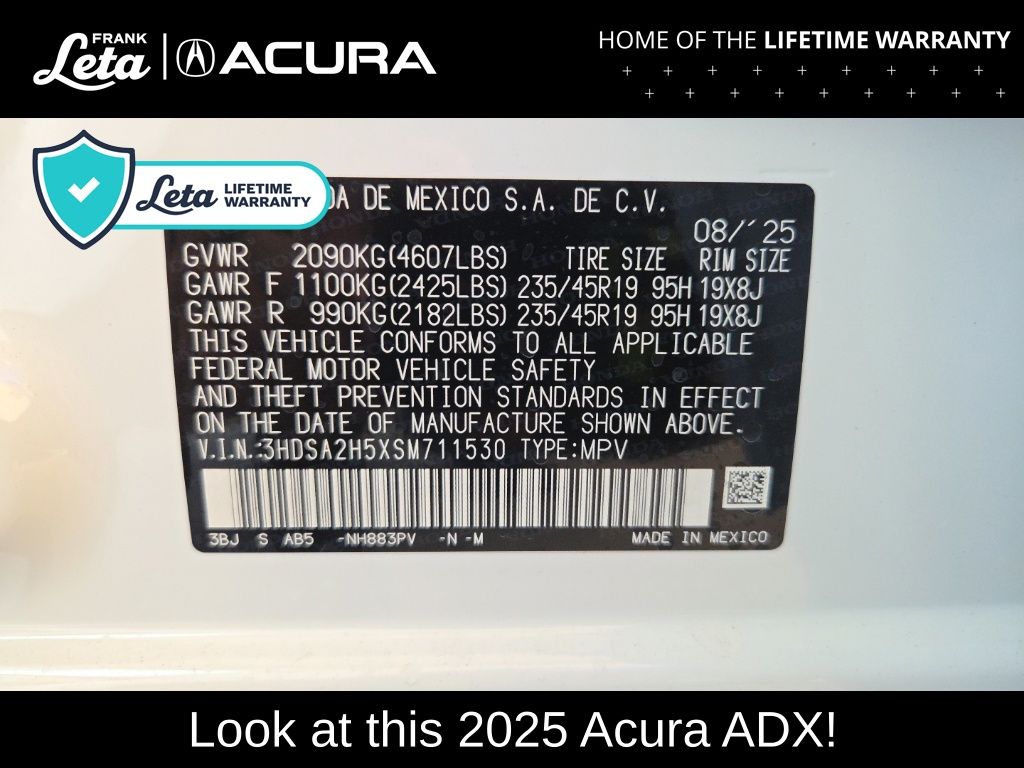 FRANK
Leta
ACURA
HOME OF THE LIFETIME WARRANTY
Leta LIFETIME
WARRANTY
DA DE MEXICO S.A. DE C.V.
08/'25
GVWR 2090KG(4607LBS) TIRE SIZE RIM SIZE
GAWR F 1100KG(2425LBS) 235/45R19 95H 19X8J
GAWR R 990KG(2182LBS) 235/45R19 95H 19X8J
THIS VEHICLE CONFORMS TO ALL APPLICABLE
FEDERAL MOTOR VEHICLE SAFETY
AND THEFT PREVENTION STANDARDS IN EFFECT
ON THE DATE OF MANUFACTURE SHOWN ABOVE.
V.I.N.:3HDSA2H5XSM711530 TYPE:MPV
3BJ S AB5 -NH883PV -N -M MADE IN MEXICO
Look at this 2025 Acura ADX!